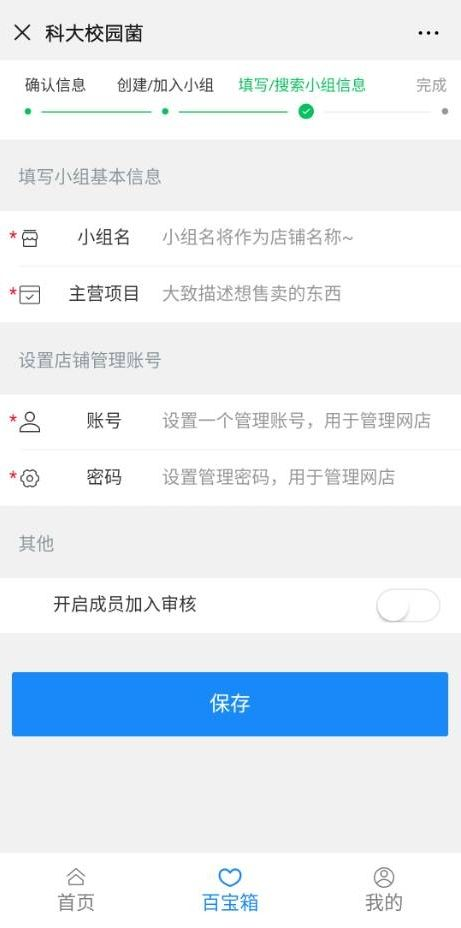 科大校园菌
确认信息 创建/加入小组 填写/搜索小组信息 完成
填写小组基本信息
* 小组名 小组名将作为店铺名称~
* 主营项目 大致描述想售卖的东西
设置店铺管理账号
* 账号 设置一个管理账号，用于管理网店
* 密码 设置管理密码，用于管理网店
其他
开启成员加入审核
保存
首页 百宝箱 我的